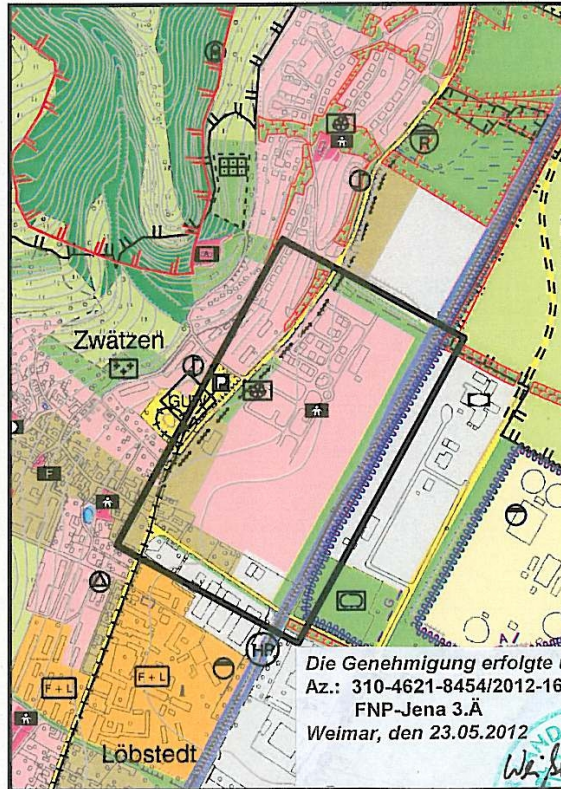 R
Zwätzen
P
GUW
F
HP
F + L
F + L
G
A
Löbstedt
Die Genehmigung erfolgte
Az.: 310-4621-8454/2012-16
FNP-Jena 3.Ä
Weimar, den 23.05.2012